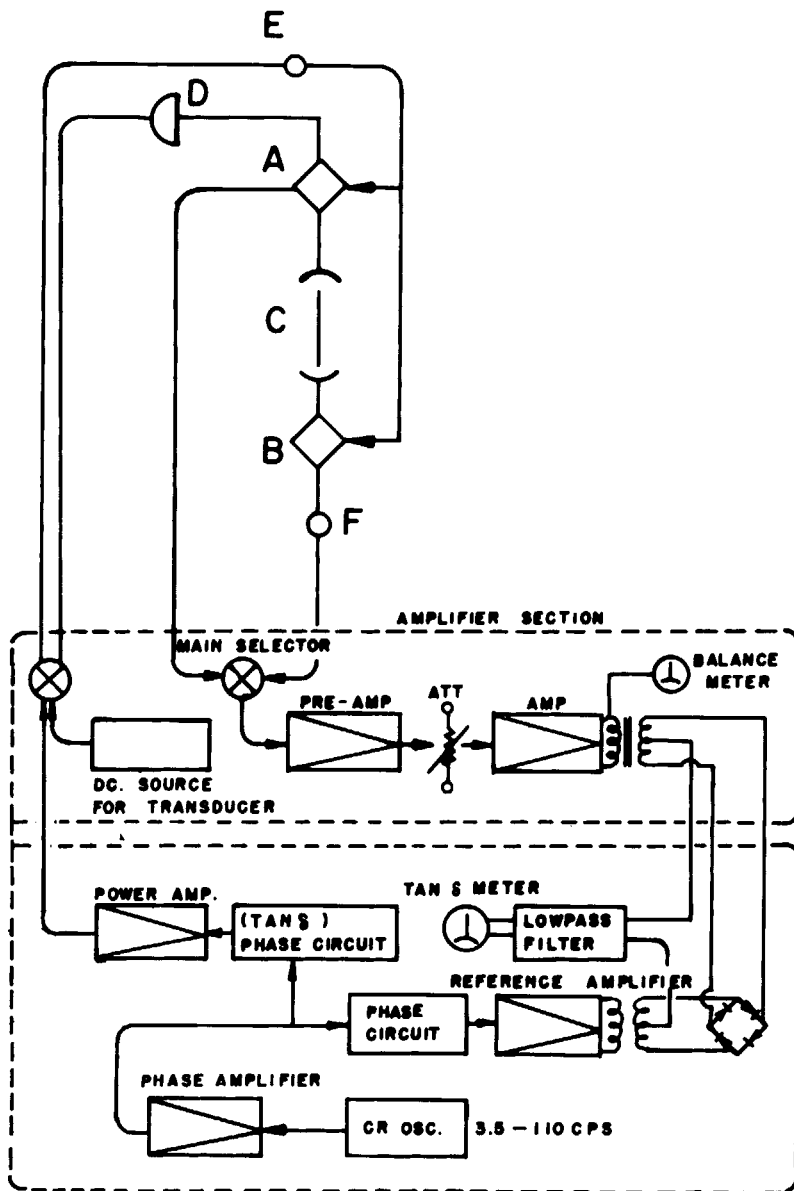 E
D
A
C
B
F
AMPLIFIER SECTION
MAIN SELECTOR
BALANCE
METER
ATT
PRE-AMP
AMP
DC. SOURCE
FOR TRANSDUCER
POWER AMP.
TAN δ METER
(TAN δ)
PHASE CIRCUIT
LOWPASS
FILTER
REFERENCE AMPLIFIER
PHASE
CIRCUIT
PHASE AMPLIFIER
CR OSC.
3.5 – 110 CPS